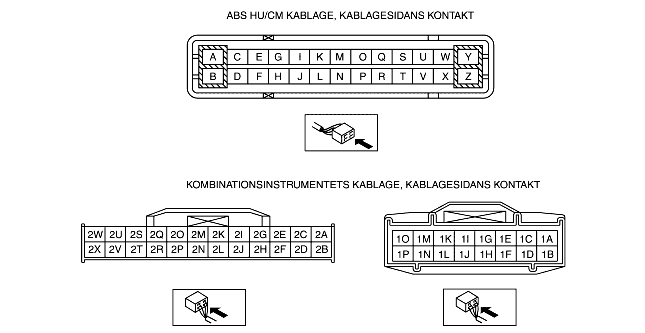 ABS HU/CM KABLAGE, KABLAGESIDANS KONTAKT
A C E G I K M O Q S U W Y
B D F H J L N P R T V X Z
KOMBINATIONSINSTRUMENTETS KABLAGE, KABLAGESIDANS KONTAKT
2W 2U 2S 2Q 2O 2M 2K 2I 2G 2E 2C 2A
2X 2V 2T 2R 2P 2N 2L 2J 2H 2F 2D 2B
1O 1M 1K 1I 1G 1E 1C 1A
1P 1N 1L 1J 1H 1F 1D 1B